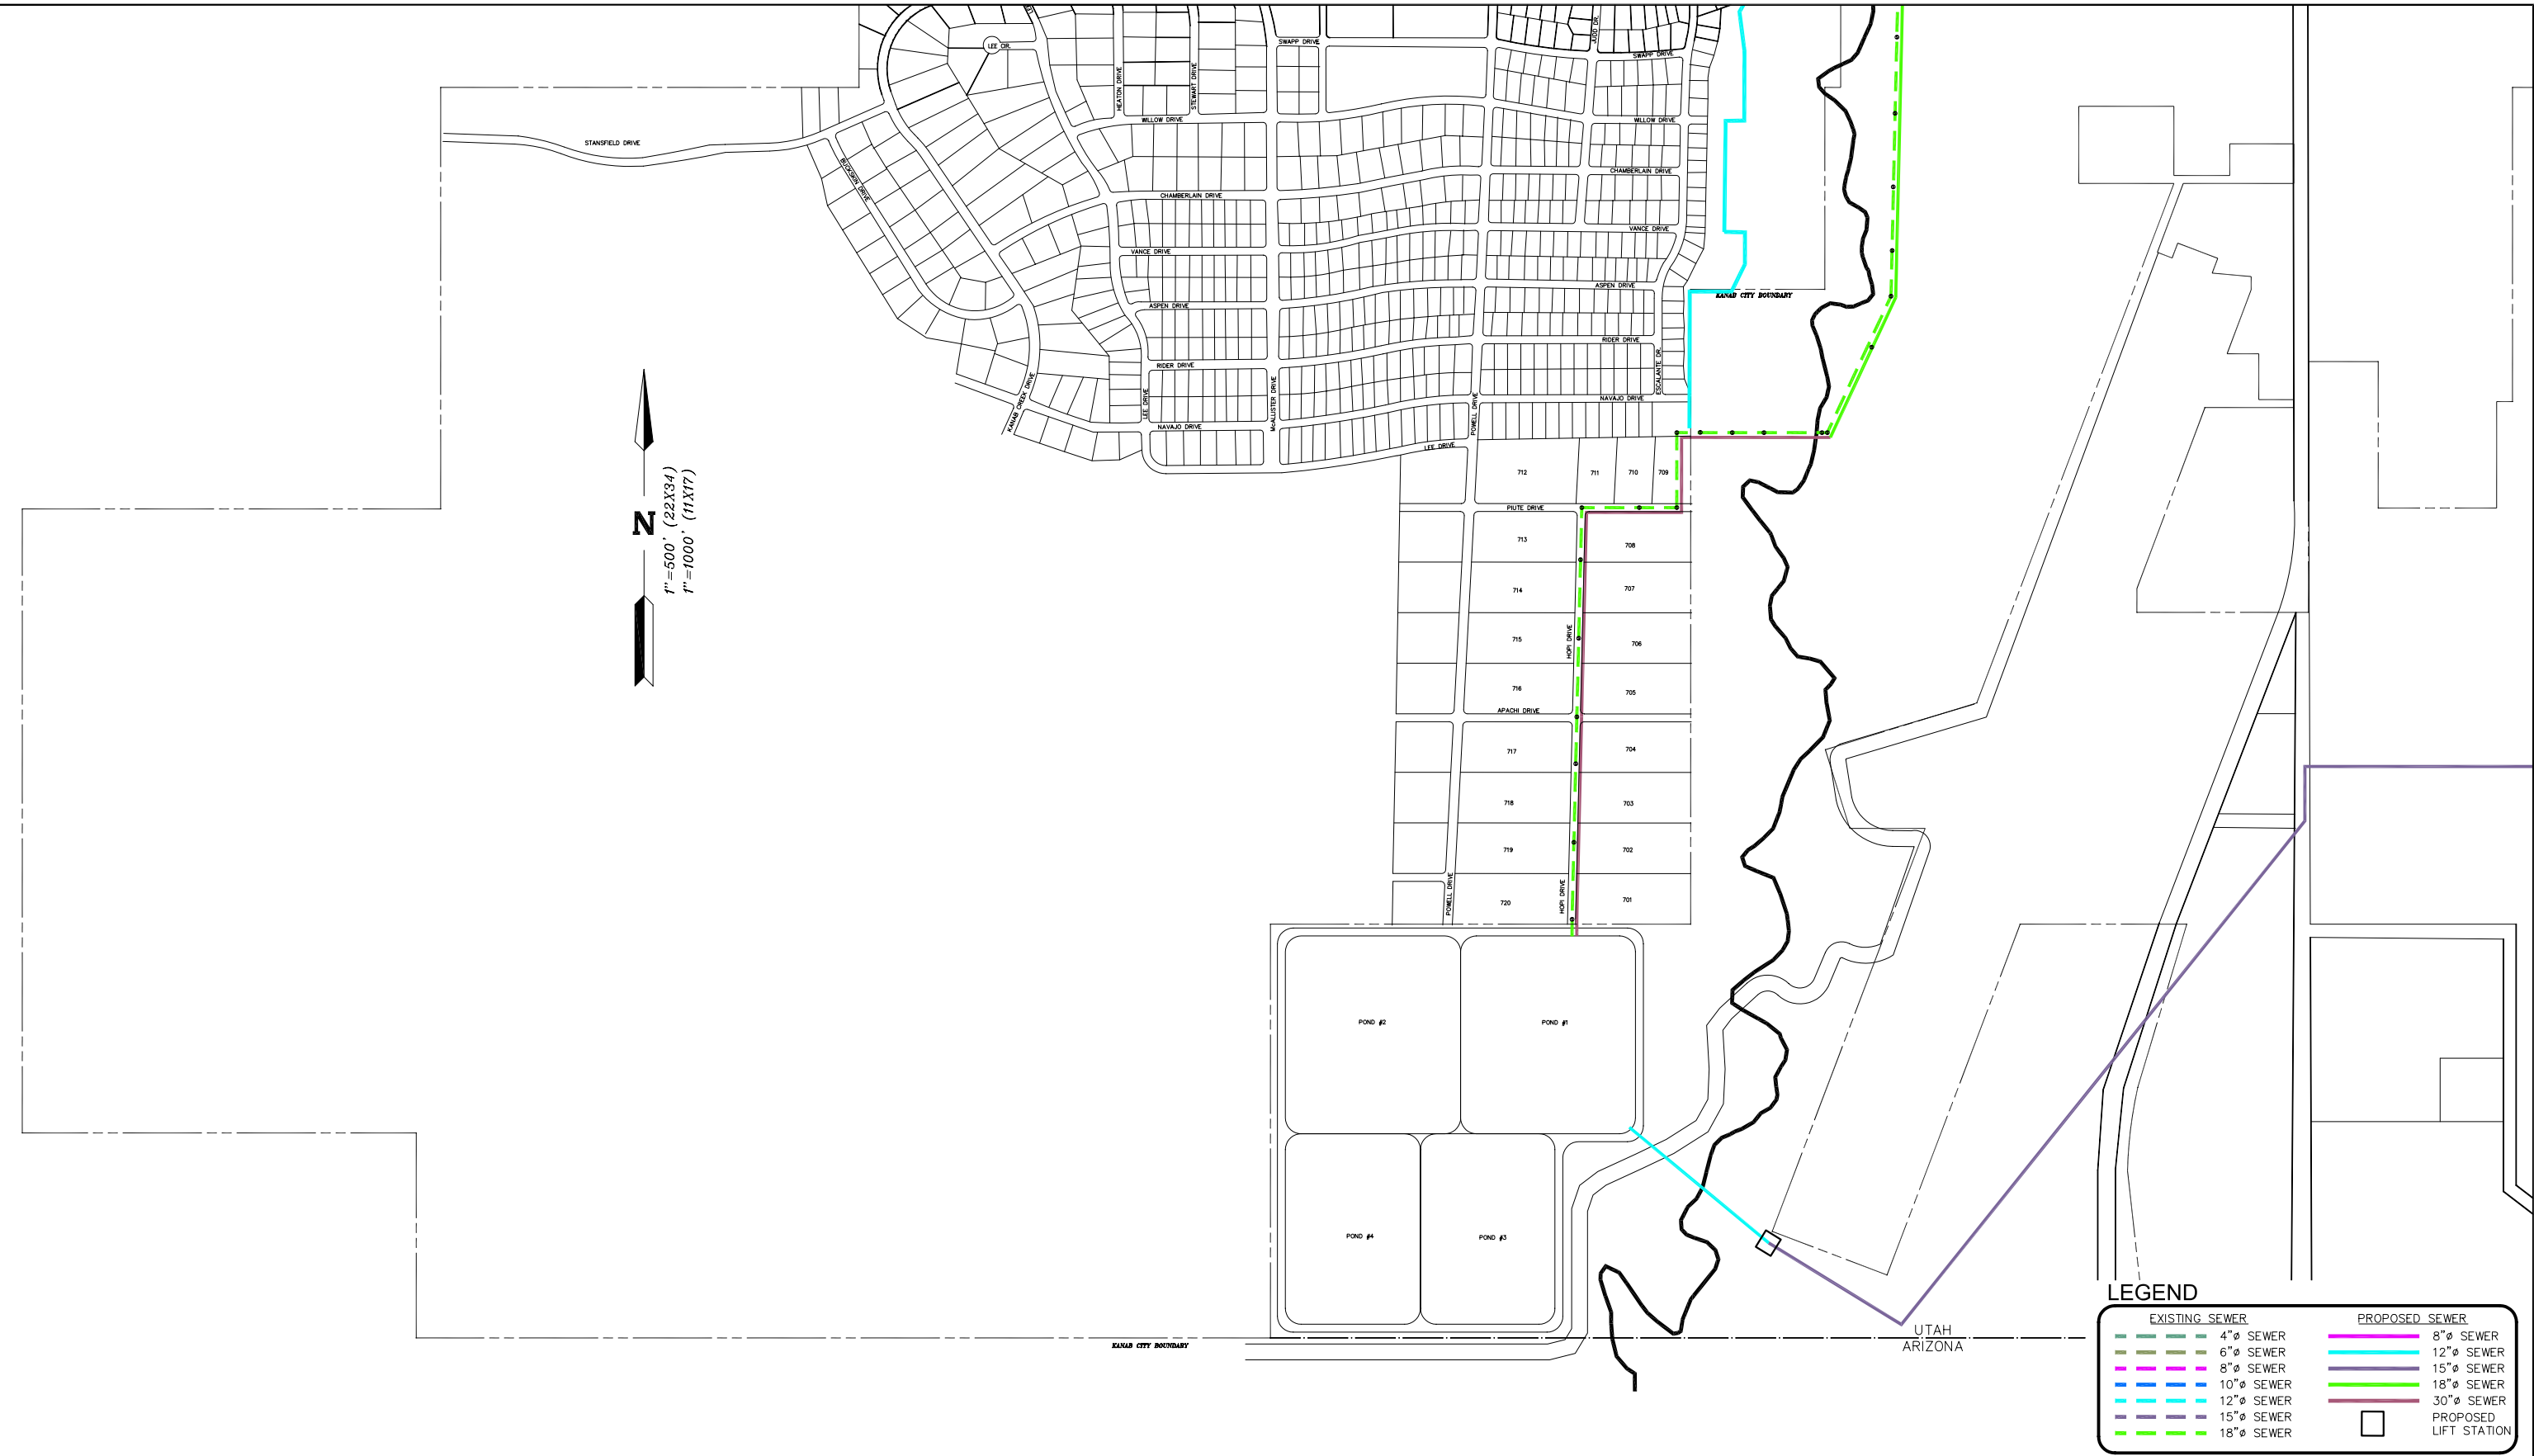 LEE CIR.
HEATON DRIVE
STEWART DRIVE
SWAPP DRIVE
JUDD DR.
SWAPP DRIVE
STANSFIELD DRIVE
BUCKSKIN DRIVE
WILLOW DRIVE
WILLOW DRIVE
CHAMBERLAIN DRIVE
CHAMBERLAIN DRIVE
VANCE DRIVE
VANCE DRIVE
ASPEN DRIVE
ASPEN DRIVE
KANAB CITY BOUNDARY
RIDER DRIVE
RIDER DRIVE
ESCALANTE DR.
KANAB CREEK DRIVE
LEE DRIVE
McALLISTER DRIVE
POWELL DRIVE
NAVAJO DRIVE
NAVAJO DRIVE
LEE DRIVE
N
1"=500' (22X34)
1"=1000' (11X17)
712
711
710
709
PIUTE DRIVE
713
708
714
707
715
HOPI DRIVE
706
716
705
APACHI DRIVE
717
704
718
703
719
702
POWELL DRIVE
720
HOPI DRIVE
701
POND #2
POND #1
POND #4
POND #3
KANAB CITY BOUNDARY
UTAH
ARIZONA
LEGEND
EXISTING SEWER
4"ø SEWER
6"ø SEWER
8"ø SEWER
10"ø SEWER
12"ø SEWER
15"ø SEWER
18"ø SEWER
PROPOSED SEWER
8"ø SEWER
12"ø SEWER
15"ø SEWER
18"ø SEWER
30"ø SEWER
PROPOSED
LIFT STATION